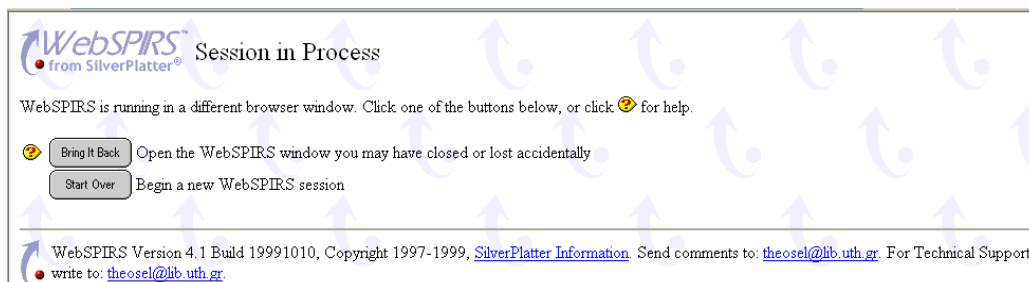 WebSPIRS™ Session in Process
from SilverPlatter®
WebSPIRS is running in a different browser window. Click one of the buttons below, or click ? for help.
? Bring It Back Open the WebSPIRS window you may have closed or lost accidentally
Start Over Begin a new WebSPIRS session
WebSPIRS Version 4.1 Build 19991010, Copyright 1997-1999, SilverPlatter Information. Send comments to: theosel@lib.uth.gr. For Technical Support
write to: theosel@lib.uth.gr.